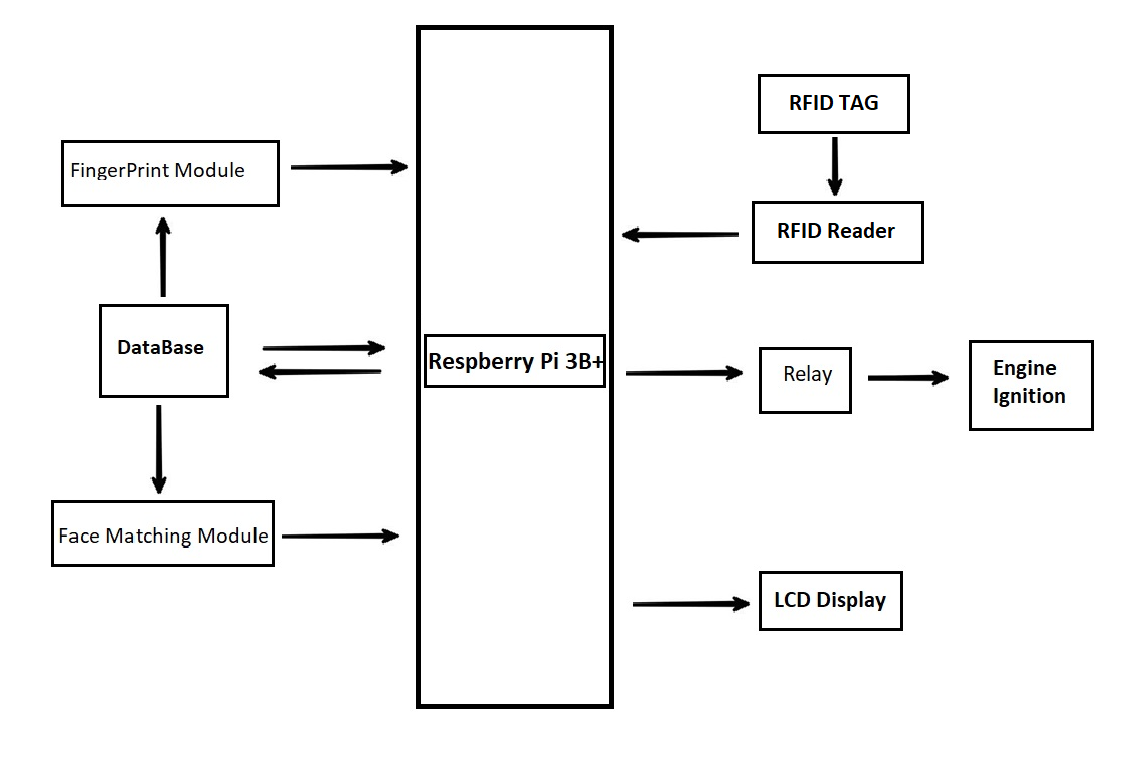 RFID TAG
FingerPrint Module
RFID Reader
DataBase
Respberry Pi 3B+
Relay
Engine
Ignition
Face Matching Module
LCD Display